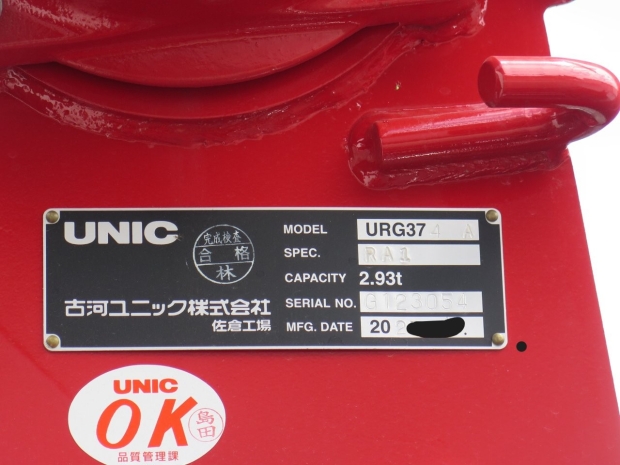 UNIC
完成検査
合格
林
古河ユニック株式会社
佐倉工場
MODEL URG374 A
SPEC. RA1
CAPACITY 2.93t
SERIAL NO. G123054
MFG. DATE 20
UNIC
OK
島田
品質管理課